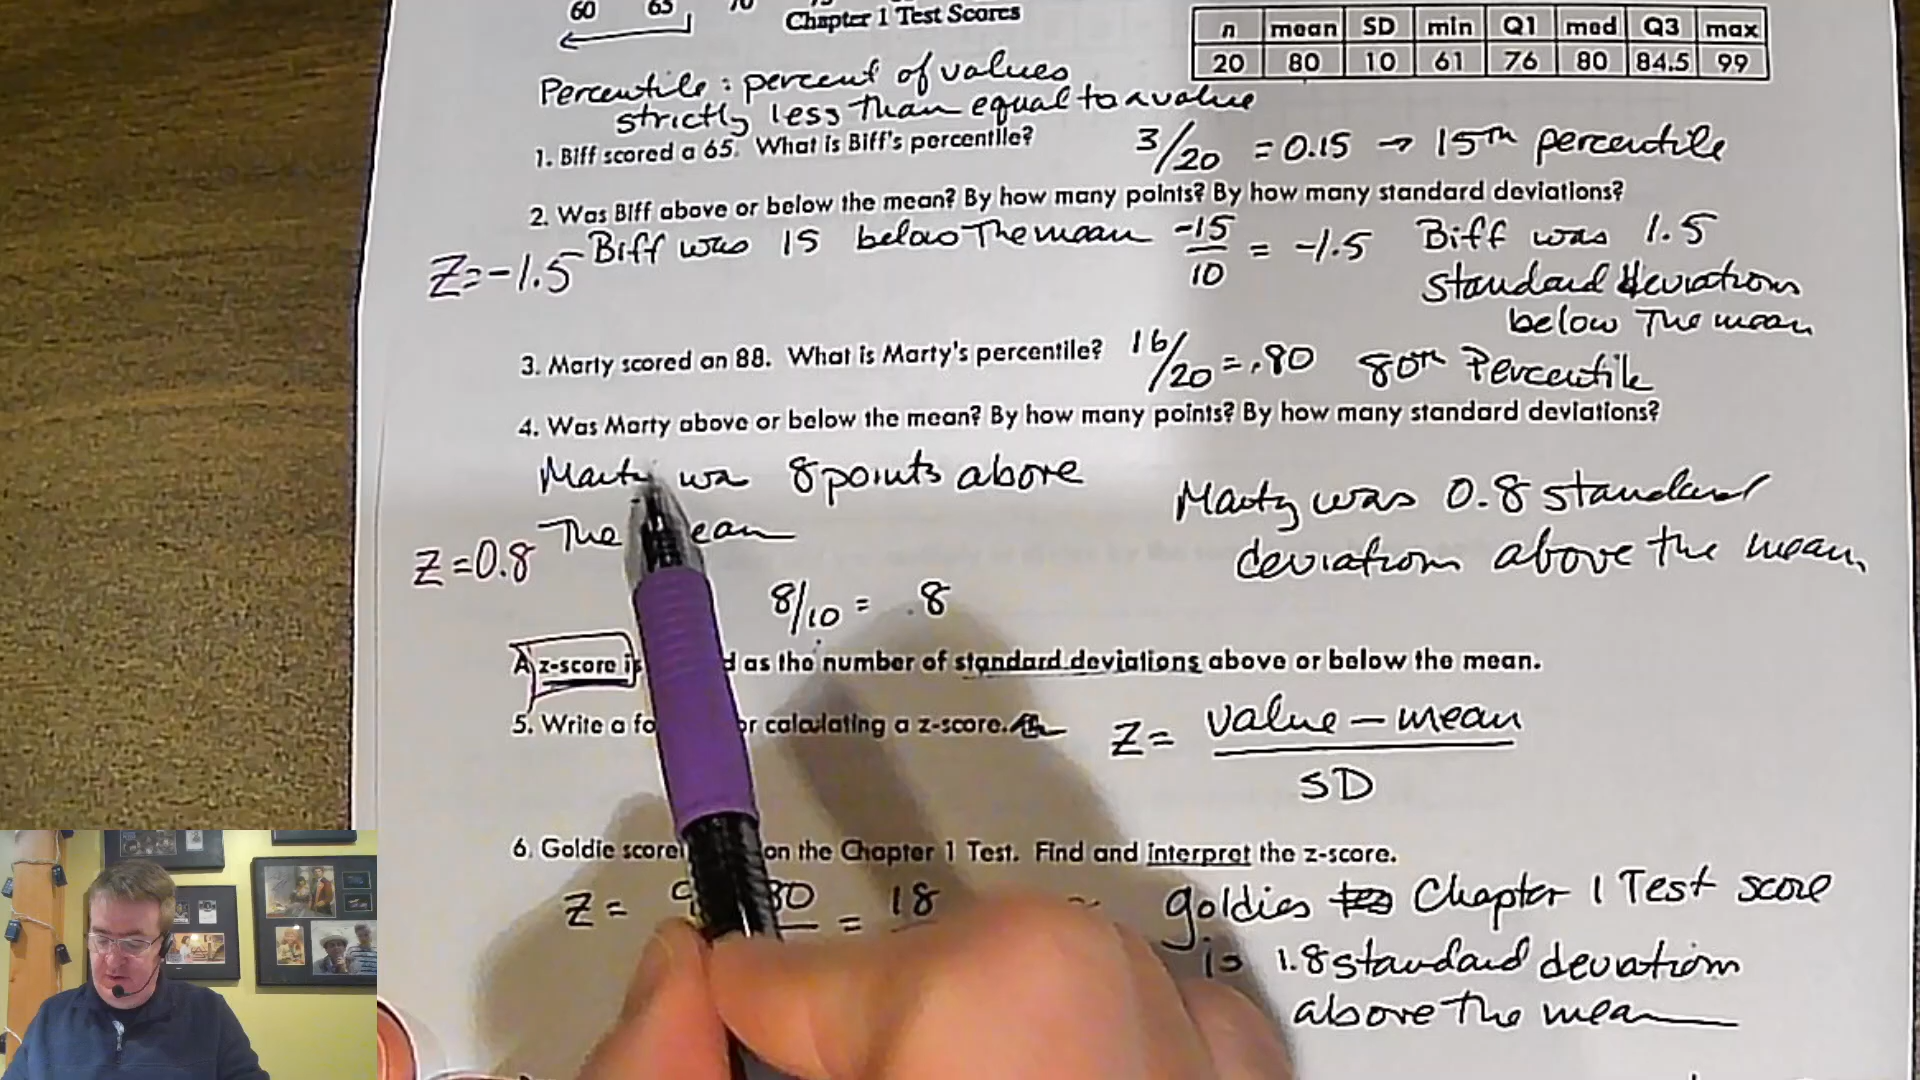 60 65 70
Chapter 1 Test Scores
n mean SD min Q1 med Q3 max
20 80 10 61 76 80 84.5 99
Percentile: percent of values
strictly less than equal to a value
1. Biff scored a 65. What is Biff's percentile?
3/20 = 0.15 → 15th percentile
2. Was Biff above or below the mean? By how many points? By how many standard deviations?
Z=-1.5
Biff was 15 below The mean
-15/10 = -1.5
Biff was 1.5
standard deviations
below The mean
3. Marty scored an 88. What is Marty's percentile?
16/20 = .80 80th Percentile
4. Was Marty above or below the mean? By how many points? By how many standard deviations?
wa 8 points above
The
Z=0.8
8/10 = .8
Marty was 0.8 standard
deviations above the mean.
A z-score as the number of standard deviations above or below the mean.
5. Write a calculating a z-score.
Z= value - mean
SD
6. Goldie on the Chapter 1 Test. Find and interpret the z-score.
Z = = 18
goldies Chapter 1 Test score
is 1.8 standard deviations
above the mean